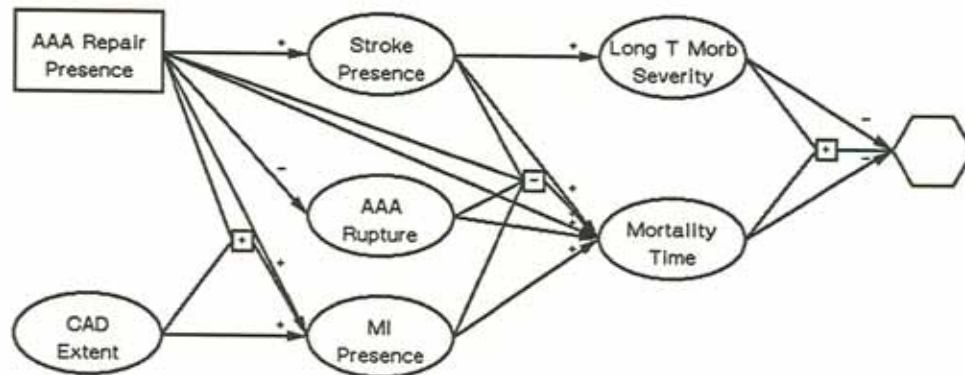 AAA Repair
Presence
+
Stroke
Presence
+
Long T Morb
Severity
-
+
-
-
AAA
Rupture
-
+
+
+
Mortality
Time
+
+
CAD
Extent
+
MI
Presence